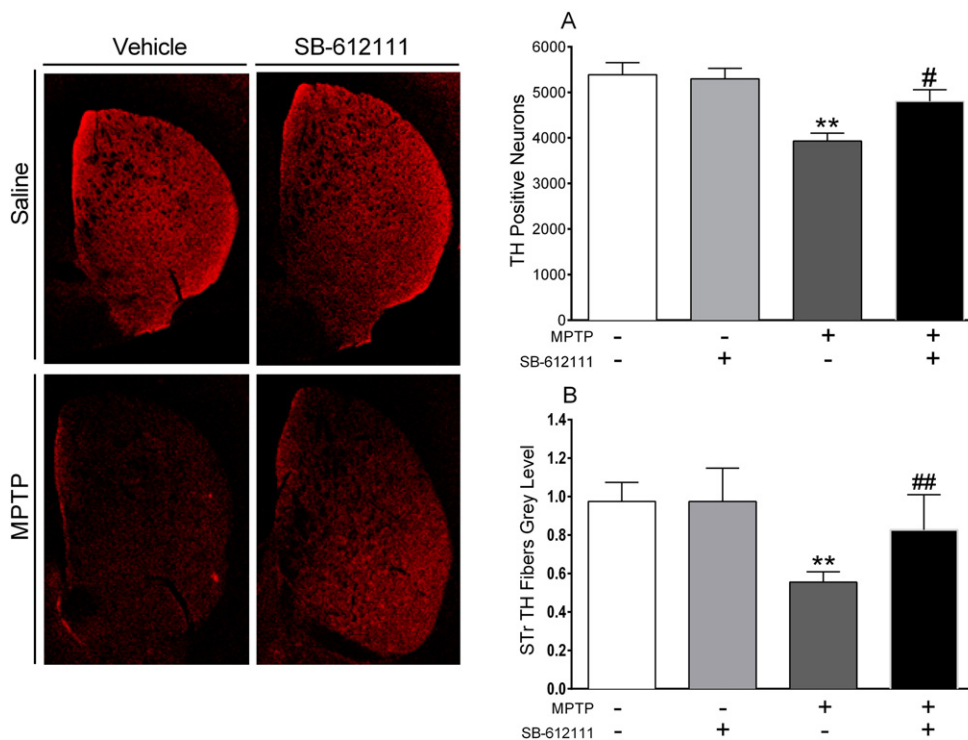 Vehicle
SB-612111
Saline
MPTP
A
TH Positive Neurons
6000
5000
4000
3000
2000
1000
0
**
#
MPTP - - + +
SB-612111 - + - +
B
STr TH Fibers Grey Level
1.4
1.2
1.0
0.8
0.6
0.4
0.2
0.0
**
##
MPTP - - + +
SB-612111 - + - +